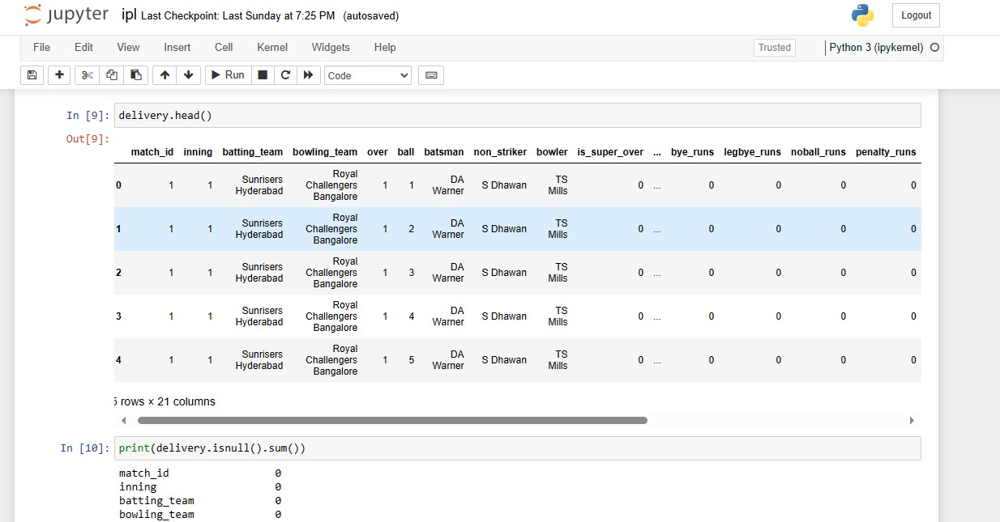 jupyter ipl Last Checkpoint: Last Sunday at 7:25 PM (autosaved) Logout
File Edit View Insert Cell Kernel Widgets Help Trusted Python 3 (ipykernel)
Run Code
In [9]: delivery.head()
Out[9]:
match_id inning batting_team bowling_team over ball batsman non_striker bowler is_super_over ... bye_runs legbye_runs noball_runs penalty_runs
0 1 1 Sunrisers Hyderabad Royal Challengers Bangalore 1 1 DA Warner S Dhawan TS Mills 0 ... 0 0 0 0
1 1 1 Sunrisers Hyderabad Royal Challengers Bangalore 1 2 DA Warner S Dhawan TS Mills 0 ... 0 0 0 0
2 1 1 Sunrisers Hyderabad Royal Challengers Bangalore 1 3 DA Warner S Dhawan TS Mills 0 ... 0 0 0 0
3 1 1 Sunrisers Hyderabad Royal Challengers Bangalore 1 4 DA Warner S Dhawan TS Mills 0 ... 0 0 0 0
4 1 1 Sunrisers Hyderabad Royal Challengers Bangalore 1 5 DA Warner S Dhawan TS Mills 0 ... 0 0 0 0
5 rows × 21 columns
In [10]: print(delivery.isnull().sum())
match_id 0
inning 0
batting_team 0
bowling_team 0